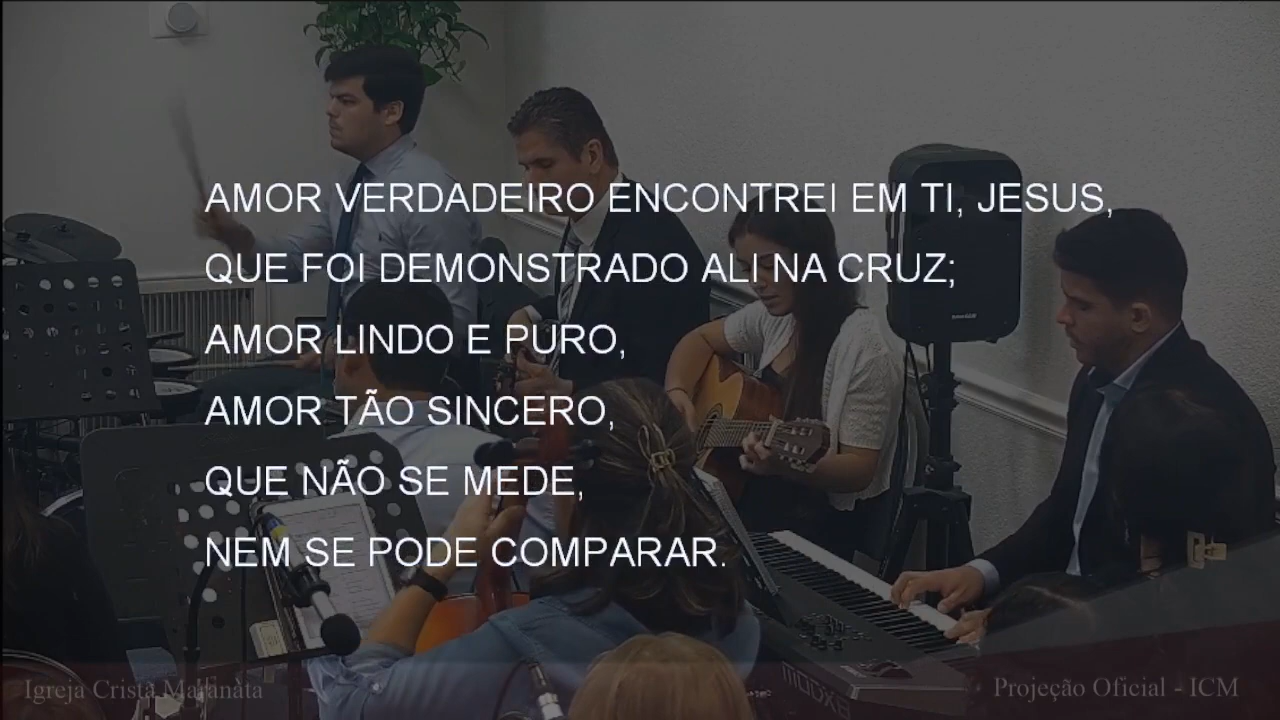 AMOR VERDADEIRO ENCONTREI EM TI, JESUS,
QUE FOI DEMONSTRADO ALI NA CRUZ;
AMOR LINDO E PURO,
AMOR TÃO SINCERO,
QUE NÃO SE MEDE,
NEM SE PODE COMPARAR.
MODX8
Igreja Cristã Maranata
Projeção Oficial - ICM